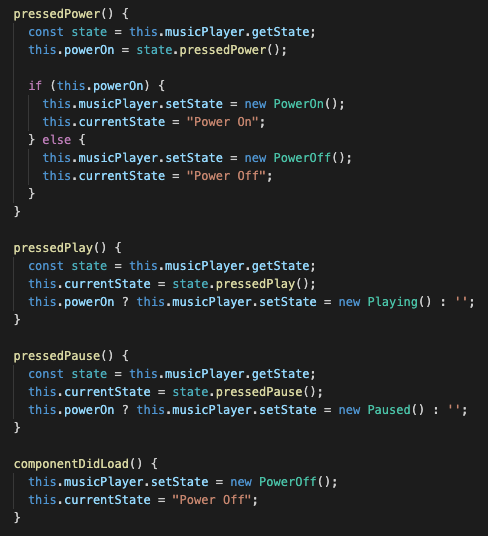 pressedPower() {
const state = this.musicPlayer.getState;
this.powerOn = state.pressedPower();
if (this.powerOn) {
this.musicPlayer.setState = new PowerOn();
this.currentState = "Power On";
} else {
this.musicPlayer.setState = new PowerOff();
this.currentState = "Power Off";
}
}
pressedPlay() {
const state = this.musicPlayer.getState;
this.currentState = state.pressedPlay();
this.powerOn ? this.musicPlayer.setState = new Playing() : '';
}
pressedPause() {
const state = this.musicPlayer.getState;
this.currentState = state.pressedPause();
this.powerOn ? this.musicPlayer.setState = new Paused() : '';
}
componentDidLoad() {
this.musicPlayer.setState = new PowerOff();
this.currentState = "Power Off";
}